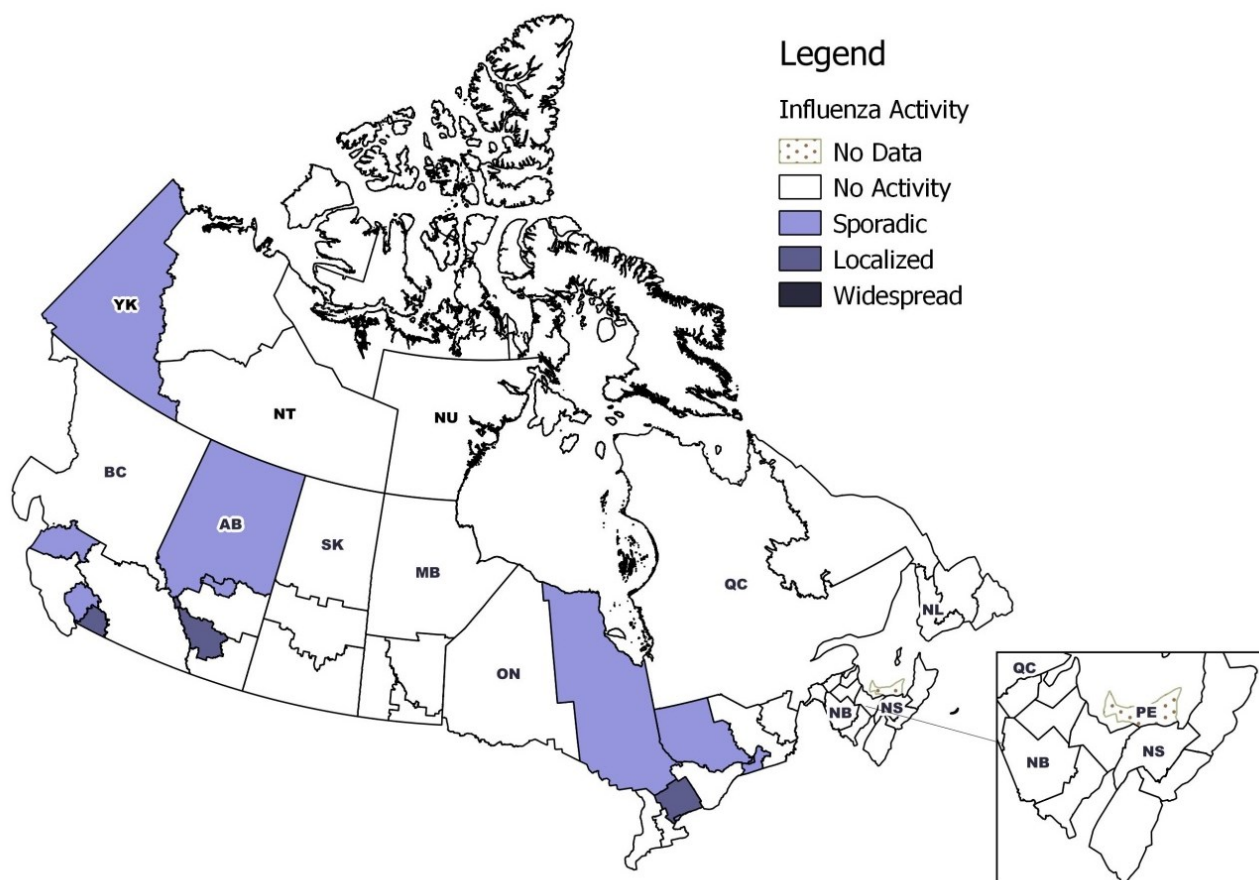 Legend
Influenza Activity
No Data
No Activity
Sporadic
Localized
Widespread
YK
NT
NU
BC
AB
SK
MB
QC
ON
NL
NB
NS
QC
PE
NS
NB